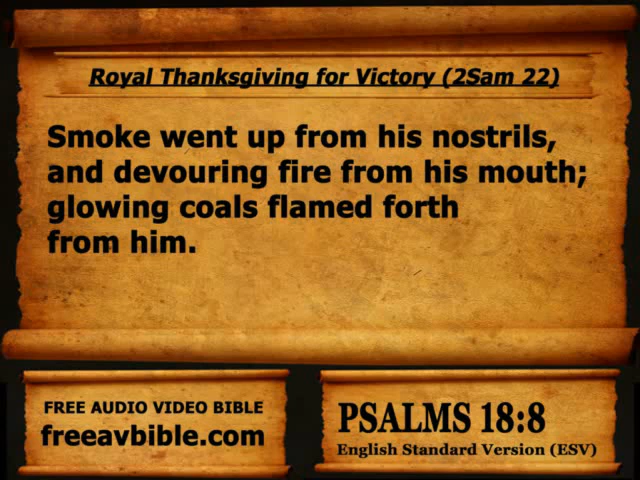 Royal Thanksgiving for Victory (2Sam 22)
Smoke went up from his nostrils,
and devouring fire from his mouth;
glowing coals flamed forth
from him.
FREE AUDIO VIDEO BIBLE
freeavbible.com
PSALMS 18:8
English Standard Version (ESV)